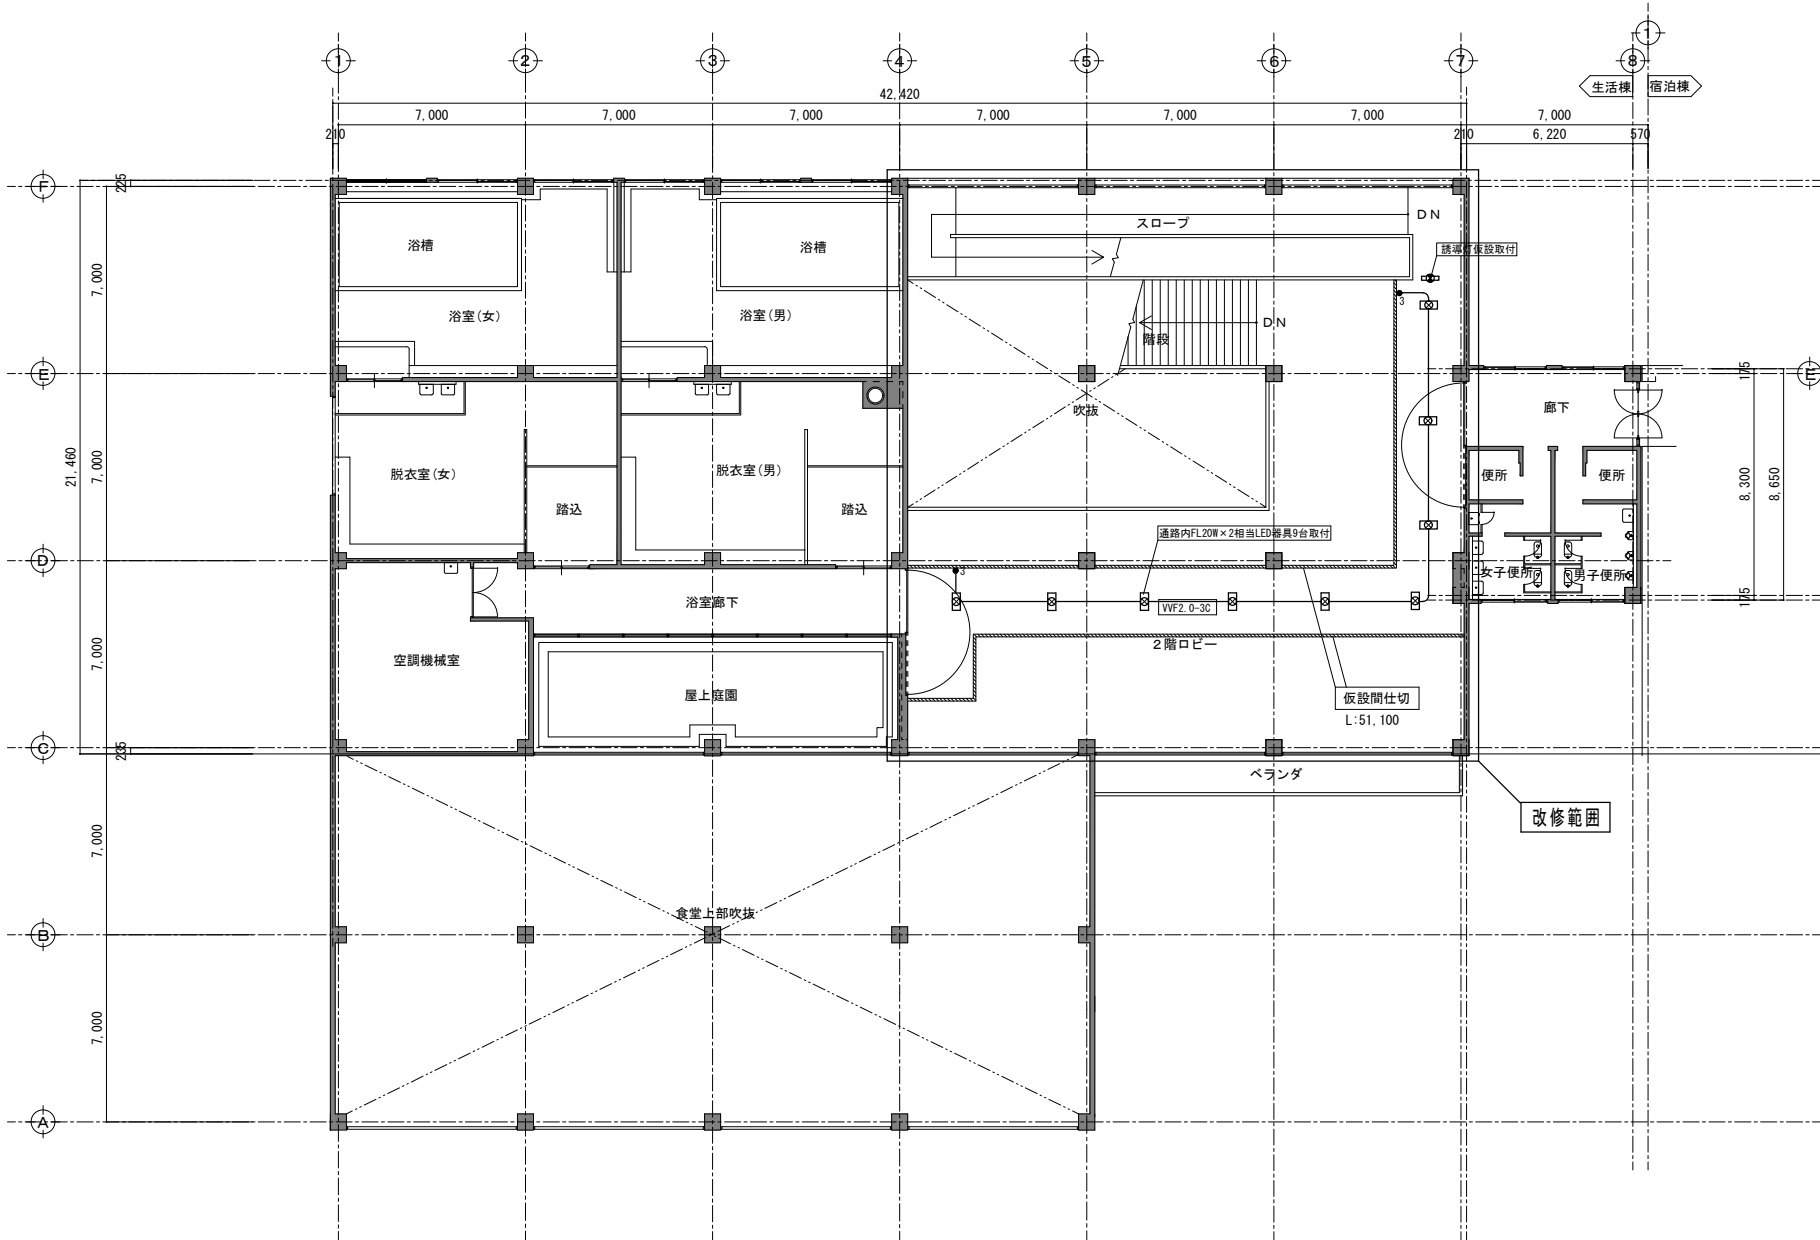 1
1 2 3 4 5 6 7 8
生活棟 宿泊棟
42,420
7,000 7,000 7,000 7,000 7,000 7,000 7,000
210 210 6,220 570
F
225
スロープ
DN
浴槽 浴槽
誘導灯仮設取付
7,000
3
浴室(女) 浴室(男)
DN
階段
E
175
E
吹抜
廊下
21,460
7,000
脱衣室(女) 脱衣室(男)
便所 便所
8,300
8,650
踏込 踏込
通路内FL20W×2相当LED器具9台取付
D
3
女子便所 男子便所
175
浴室廊下
VVF2.0-3C
2階ロビー
7,000
空調機械室
屋上庭園
仮設間仕切
L:51,100
C
235
ベランダ
改修範囲
7,000
食堂上部吹抜
B
7,000
A